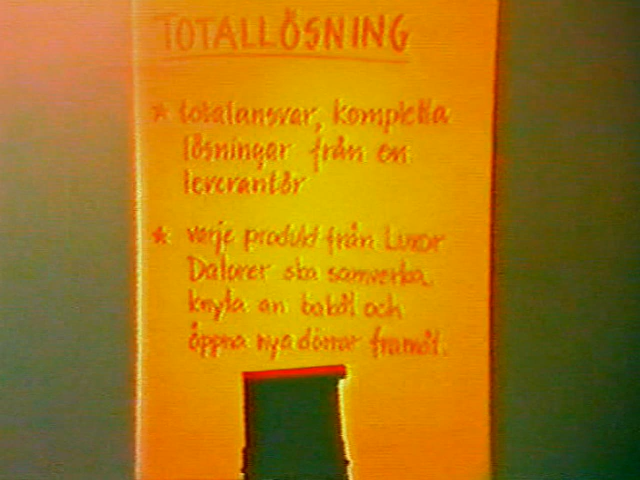 TOTALLÖSNING
* totalansvar, kompletta
lösningar från en
leverantör
* varje produkt från Luxor
Datorer ska samverka,
knyta an bakåt och
öppna nya dörrar framåt.